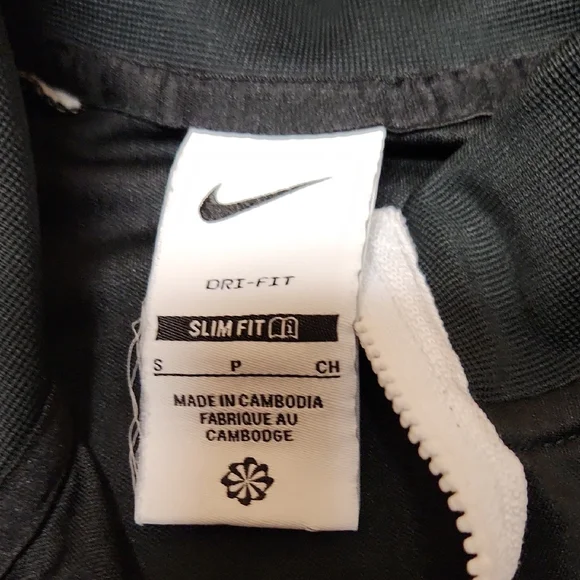 DRI-FIT
SLIM FIT
S P CH
MADE IN CAMBODIA
FABRIQUE AU
CAMBODGE